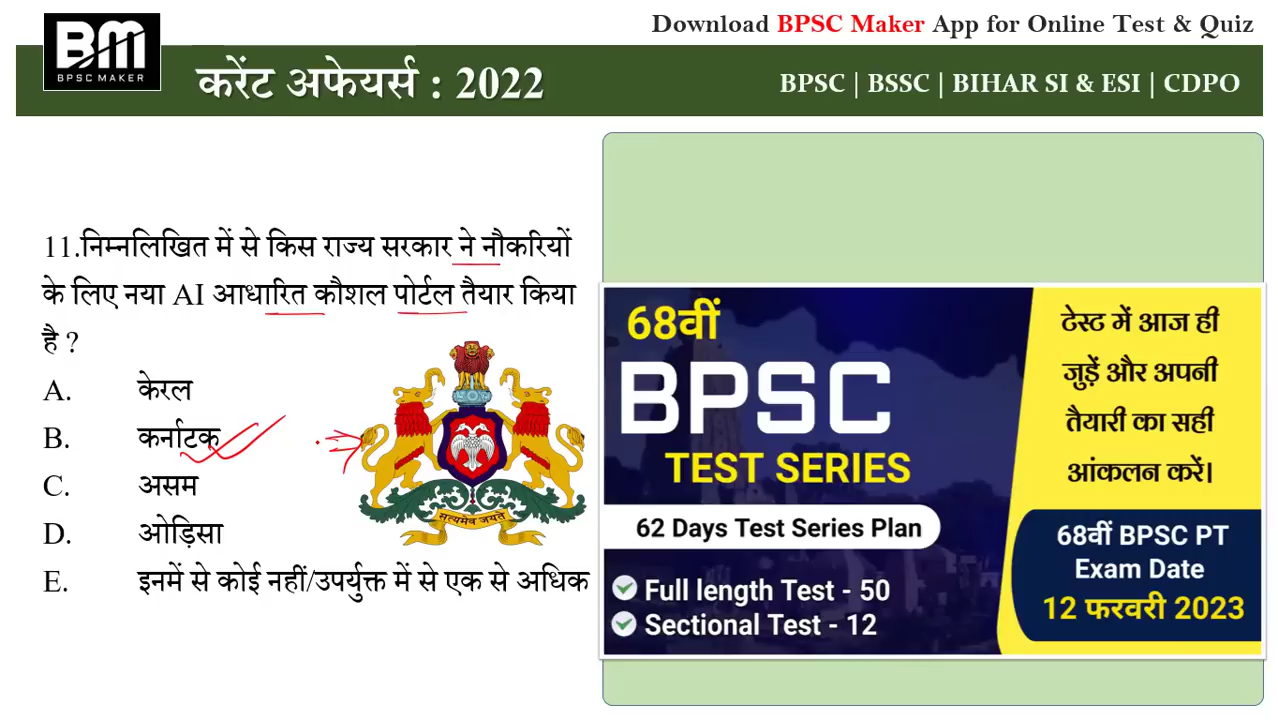 Download BPSC Maker App for Online Test & Quiz
BM
BPSC MAKER
करेंट अफेयर्स : 2022
BPSC | BSSC | BIHAR SI & ESI | CDPO
11.निम्नलिखित में से किस राज्य सरकार ने नौकरियों
के लिए नया AI आधारित कौशल पोर्टल तैयार किया
है ?
A. केरल
B. कर्नाटक
C. असम
D. ओड़िसा
E. इनमें से कोई नहीं/उपर्युक्त में से एक से अधिक
सत्यमेव जयते
68वीं
BPSC
TEST SERIES
62 Days Test Series Plan
Full length Test - 50
Sectional Test - 12
टेस्ट में आज ही
जुड़ें और अपनी
तैयारी का सही
आंकलन करें।
68वीं BPSC PT
Exam Date
12 फरवरी 2023